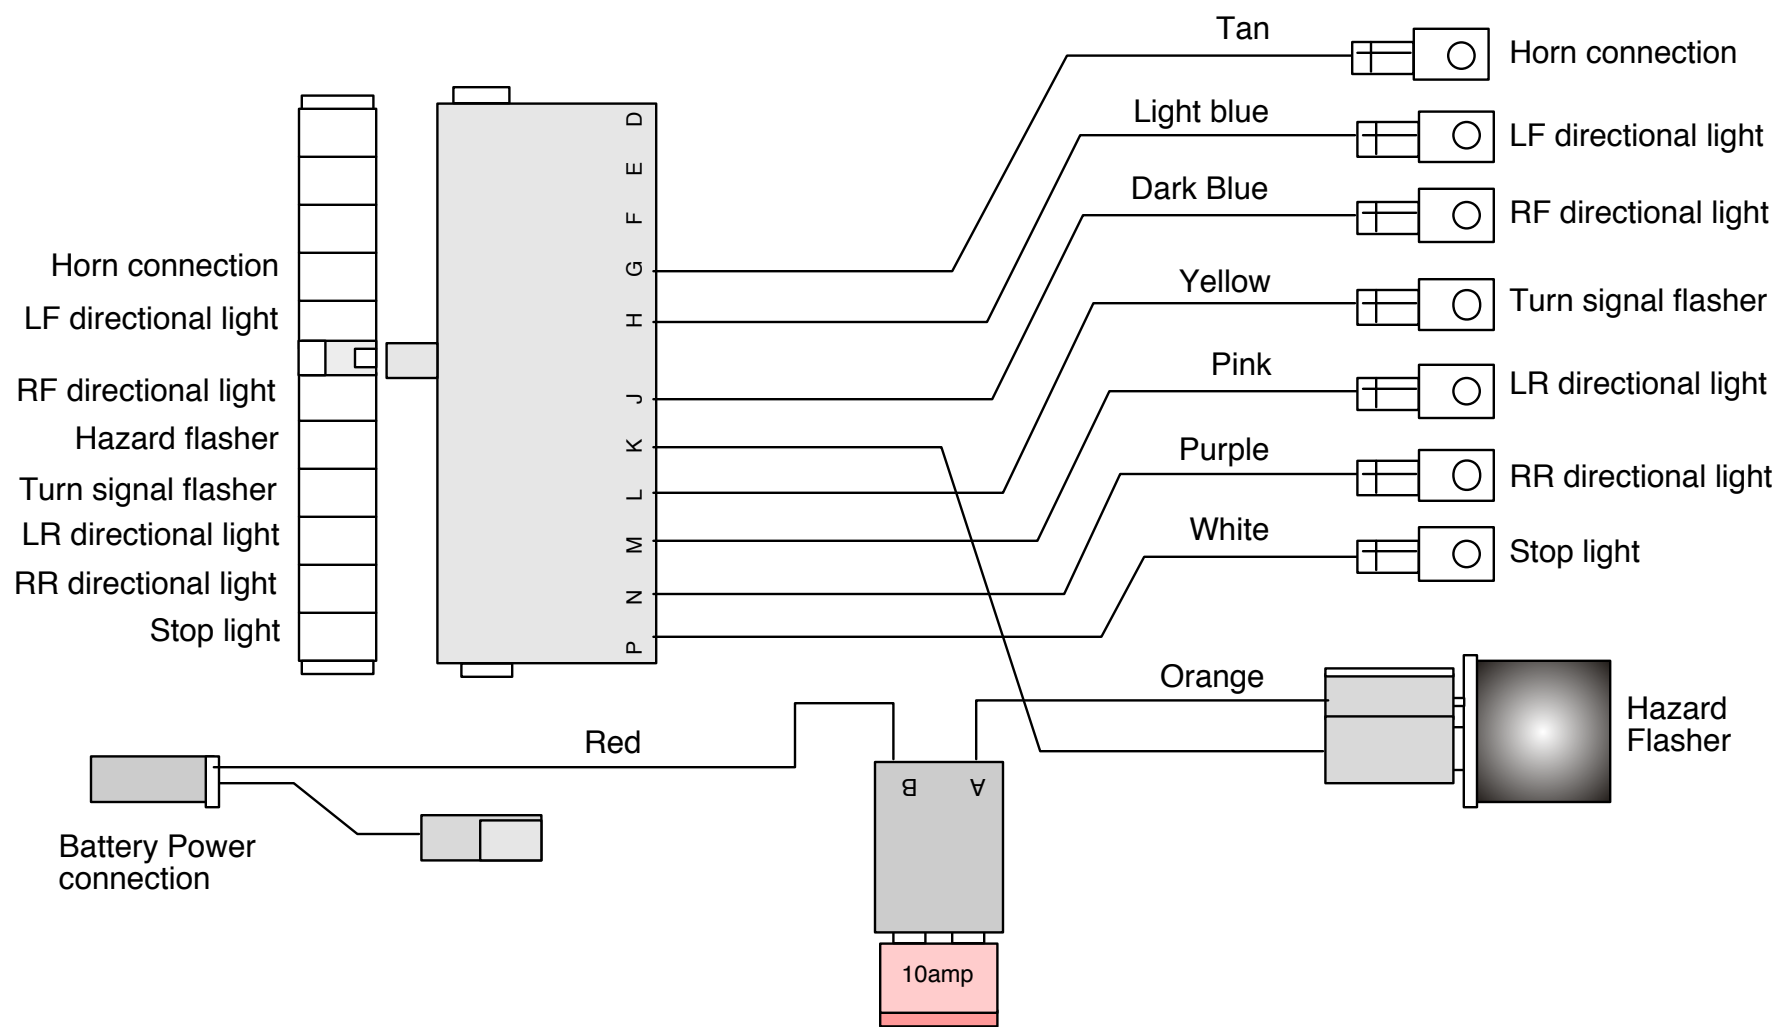 Tan
Horn connection
Light blue
LF directional light
Dark Blue
RF directional light
Yellow
Turn signal flasher
Pink
LR directional light
Purple
RR directional light
White
Stop light
Horn connection
LF directional light
RF directional light
Hazard flasher
Turn signal flasher
LR directional light
RR directional light
Stop light
D
E
F
G
H
J
K
L
M
N
P
Orange
Hazard
Flasher
Red
Battery Power
connection
B A
10amp